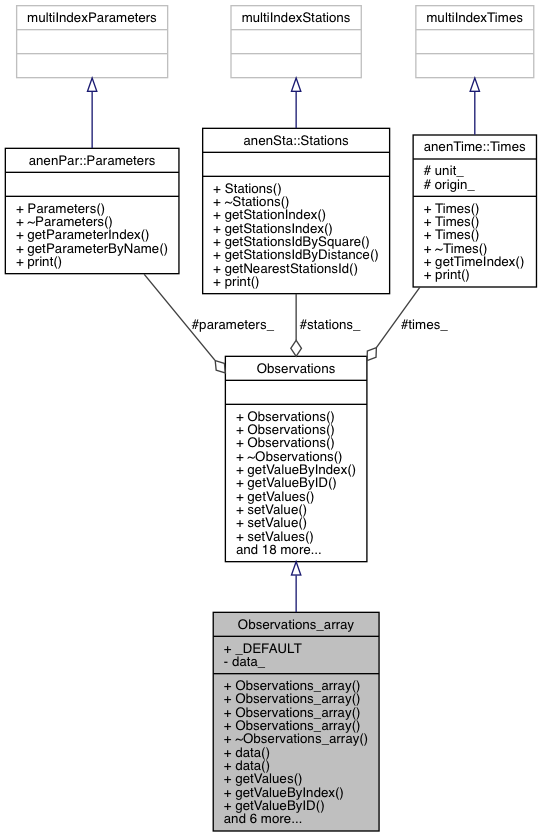 multiIndexParameters
multiIndexStations
multiIndexTimes
anenPar::Parameters
+ Parameters()
+ ~Parameters()
+ getParameterIndex()
+ getParameterByName()
+ print()
anenSta::Stations
+ Stations()
+ ~Stations()
+ getStationIndex()
+ getStationsIndex()
+ getStationsIdBySquare()
+ getStationsIdByDistance()
+ getNearestStationsId()
+ print()
anenTime::Times
# unit_
# origin_
+ Times()
+ Times()
+ Times()
+ ~Times()
+ getTimeIndex()
+ print()
#parameters_
#stations_
#times_
Observations
+ Observations()
+ Observations()
+ Observations()
+ ~Observations()
+ getValueByIndex()
+ getValueByID()
+ getValues()
+ setValue()
+ setValue()
+ setValues()
and 18 more...
Observations_array
+ _DEFAULT
- data_
+ Observations_array()
+ Observations_array()
+ Observations_array()
+ Observations_array()
+ ~Observations_array()
+ data()
+ data()
+ getValues()
+ getValueByIndex()
+ getValueByID()
and 6 more...